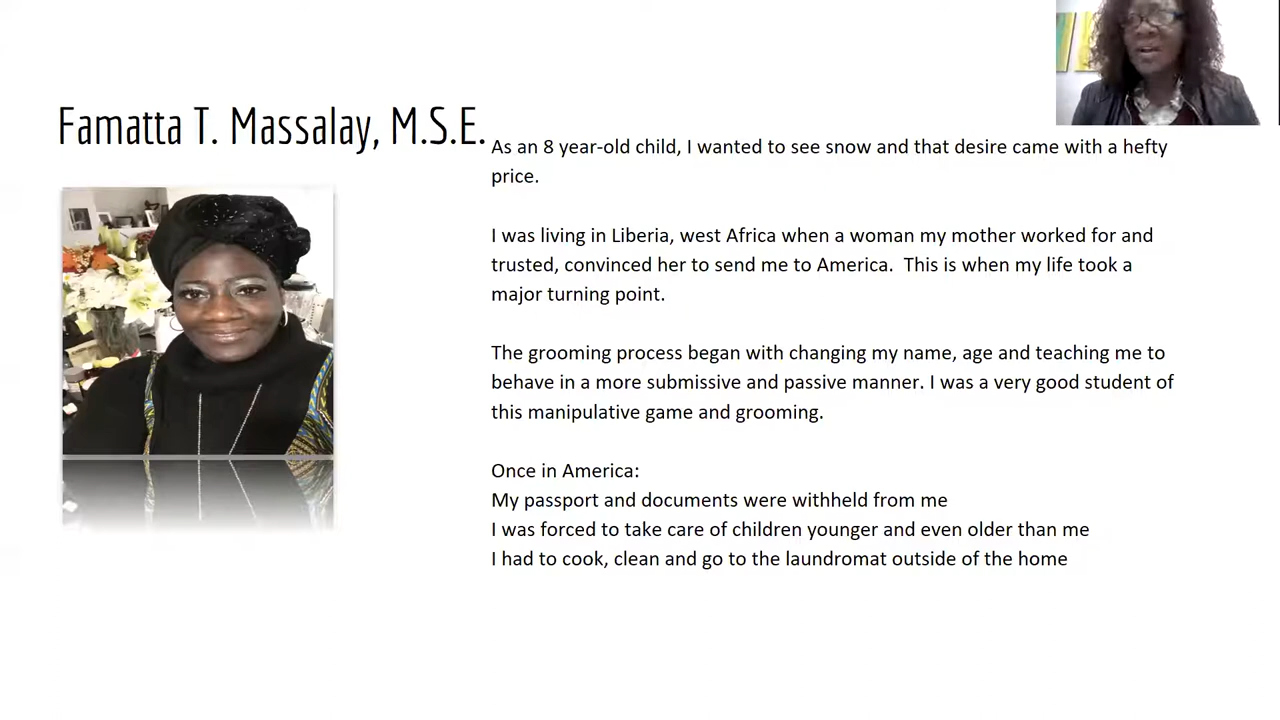 Famatta T. Massalay, M.S.E.
As an 8 year-old child, I wanted to see snow and that desire came with a hefty
price.
I was living in Liberia, west Africa when a woman my mother worked for and
trusted, convinced her to send me to America.  This is when my life took a
major turning point.
The grooming process began with changing my name, age and teaching me to
behave in a more submissive and passive manner. I was a very good student of
this manipulative game and grooming.
Once in America:
My passport and documents were withheld from me
I was forced to take care of children younger and even older than me
I had to cook, clean and go to the laundromat outside of the home